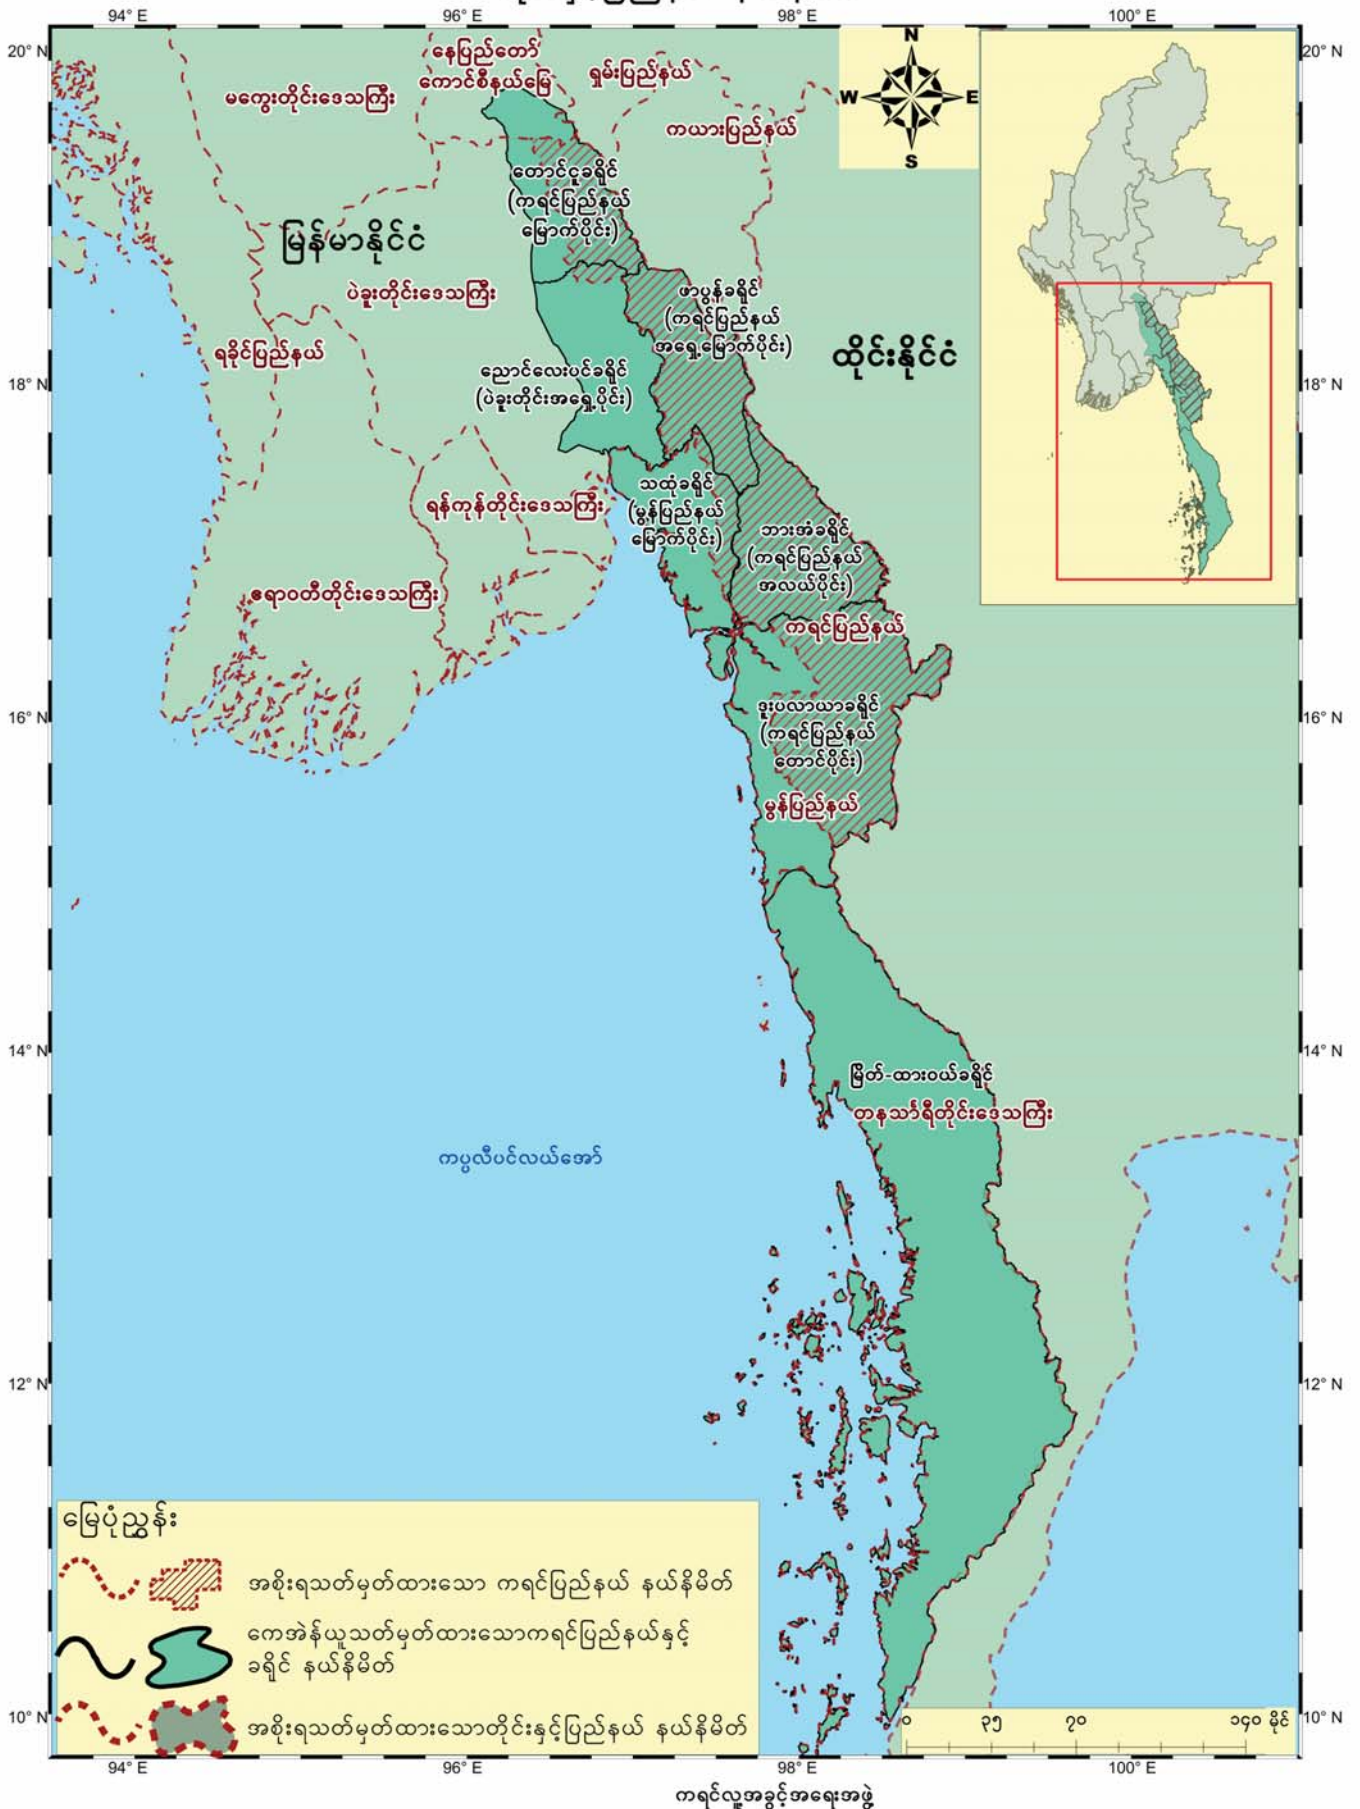 94° E 96° E 98° E 100° E
20° N 20° N
နေပြည်တော်
ကောင်စီနယ်မြေ
ရှမ်းပြည်နယ်
မကွေးတိုင်းဒေသကြီး
ကယားပြည်နယ်
N
W E
S
တောင်ငူခရိုင်
(ကရင်ပြည်နယ်
မြောက်ပိုင်း)
မြန်မာနိုင်ငံ
ပဲခူးတိုင်းဒေသကြီး
ဖာပွန်ခရိုင်
(ကရင်ပြည်နယ်
အရှေ့မြောက်ပိုင်း)
ရခိုင်ပြည်နယ်
ထိုင်းနိုင်ငံ
ညောင်လေးပင်ခရိုင်
(ပဲခူးတိုင်းအရှေ့ပိုင်း)
18° N 18° N
သထုံခရိုင်
(မွန်ပြည်နယ်
မြောက်ပိုင်း)
ရန်ကုန်တိုင်းဒေသကြီး
ဘားအံခရိုင်
(ကရင်ပြည်နယ်
အလယ်ပိုင်း)
ဧရာဝတီတိုင်းဒေသကြီး
ကရင်ပြည်နယ်
ဒူးပလာယာခရိုင်
(ကရင်ပြည်နယ်
တောင်ပိုင်း)
16° N 16° N
မွန်ပြည်နယ်
14° N 14° N
မြိတ်-ထားဝယ်ခရိုင်
တနင်္သာရီတိုင်းဒေသကြီး
ကပ္ပလီပင်လယ်အော်
12° N 12° N
မြေပုံညွှန်း
အစိုးရသတ်မှတ်ထားသော ကရင်ပြည်နယ် နယ်နိမိတ်
ကေအဲန်ယူသတ်မှတ်ထားသောကရင်ပြည်နယ်နှင့်
ခရိုင် နယ်နိမိတ်
အစိုးရသတ်မှတ်ထားသောတိုင်းနှင့်ပြည်နယ် နယ်နိမိတ်
10° N 10° N
၀ ၃၅ ၇၀ ၁၄၀ မိုင်
94° E 96° E 98° E 100° E
ကရင်လူ့အခွင့်အရေးအဖွဲ့